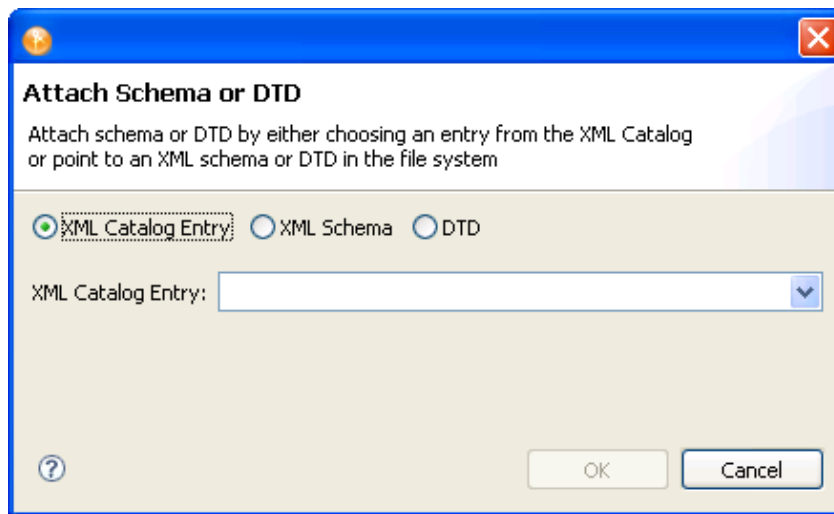 Attach Schema or DTD
Attach schema or DTD by either choosing an entry from the XML Catalog
or point to an XML schema or DTD in the file system
XML Catalog Entry XML Schema DTD
XML Catalog Entry:
? OK Cancel